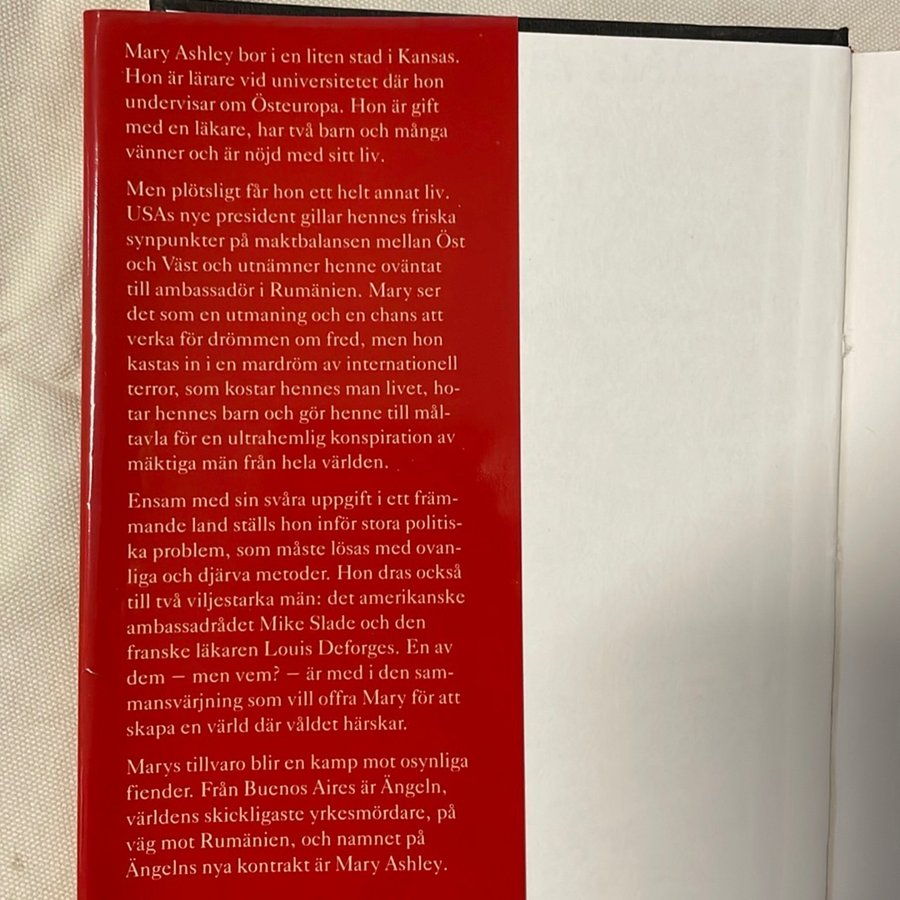 Mary Ashley bor i en liten stad i Kansas.
Hon är lärare vid universitetet där hon
undervisar om Östeuropa. Hon är gift
med en läkare, har två barn och många
vänner och är nöjd med sitt liv.
Men plötsligt får hon ett helt annat liv.
USAs nye president gillar hennes friska
synpunkter på maktbalansen mellan Öst
och Väst och utnämner henne oväntat
till ambassadör i Rumänien. Mary ser
det som en utmaning och en chans att
verka för drömmen om fred, men hon
kastas in i en mardröm av internationell
terror, som kostar hennes man livet, ho-
tar hennes barn och gör henne till mål-
tavla för en ultrahemlig konspiration av
mäktiga män från hela världen.
Ensam med sin svåra uppgift i ett främ-
mande land ställs hon inför stora politis-
ka problem, som måste lösas med ovan-
liga och djärva metoder. Hon dras också
till två viljestarka män: det amerikanske
ambassadrådet Mike Slade och den
franske läkaren Louis Deforges. En av
dem – men vem? – är med i den sam-
mansvärjning som vill offra Mary för att
skapa en värld där våldet härskar.
Marys tillvaro blir en kamp mot osynliga
fiender. Från Buenos Aires är Ängeln,
världens skickligaste yrkesmördare, på
väg mot Rumänien, och namnet på
Ängelns nya kontrakt är Mary Ashley.